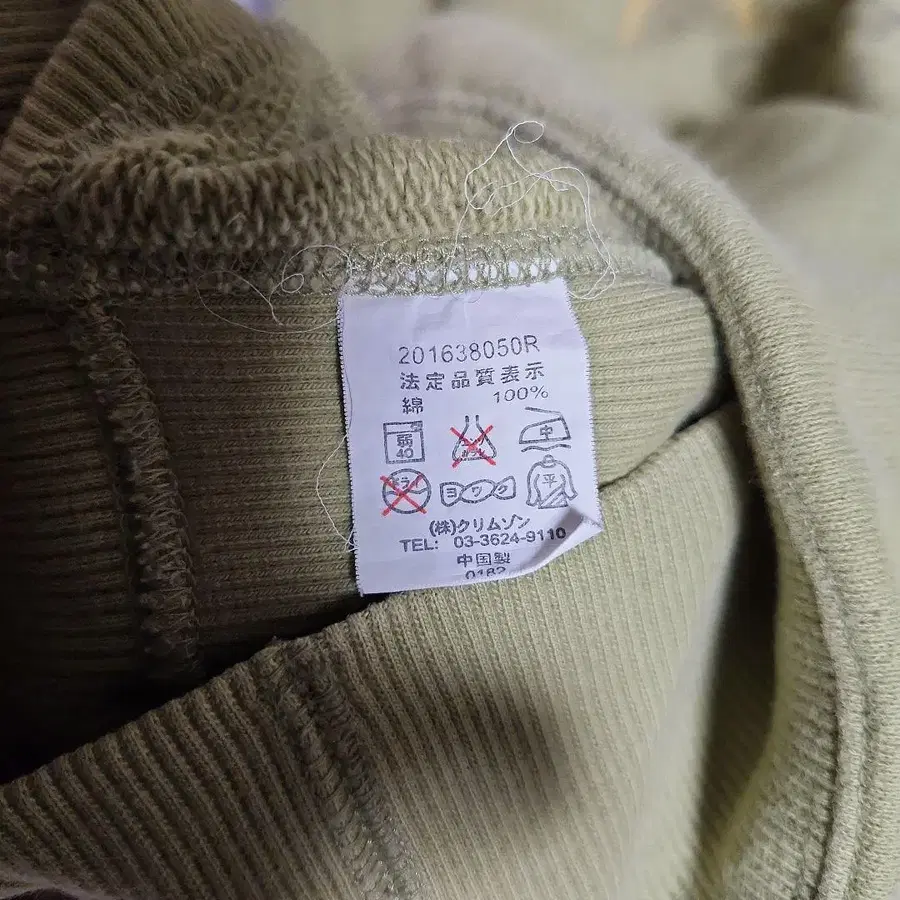 201638050R
法定品質表示
綿 100%
弱 40 中
ヨワク 平
(株)クリムゾン
TEL: 03-3624-9110
中国製
0182